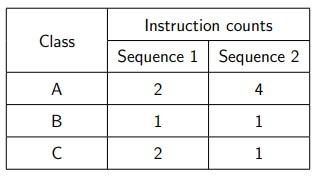 Class
Instruction counts
Sequence 1 Sequence 2
A 2 4
B 1 1
C 2 1